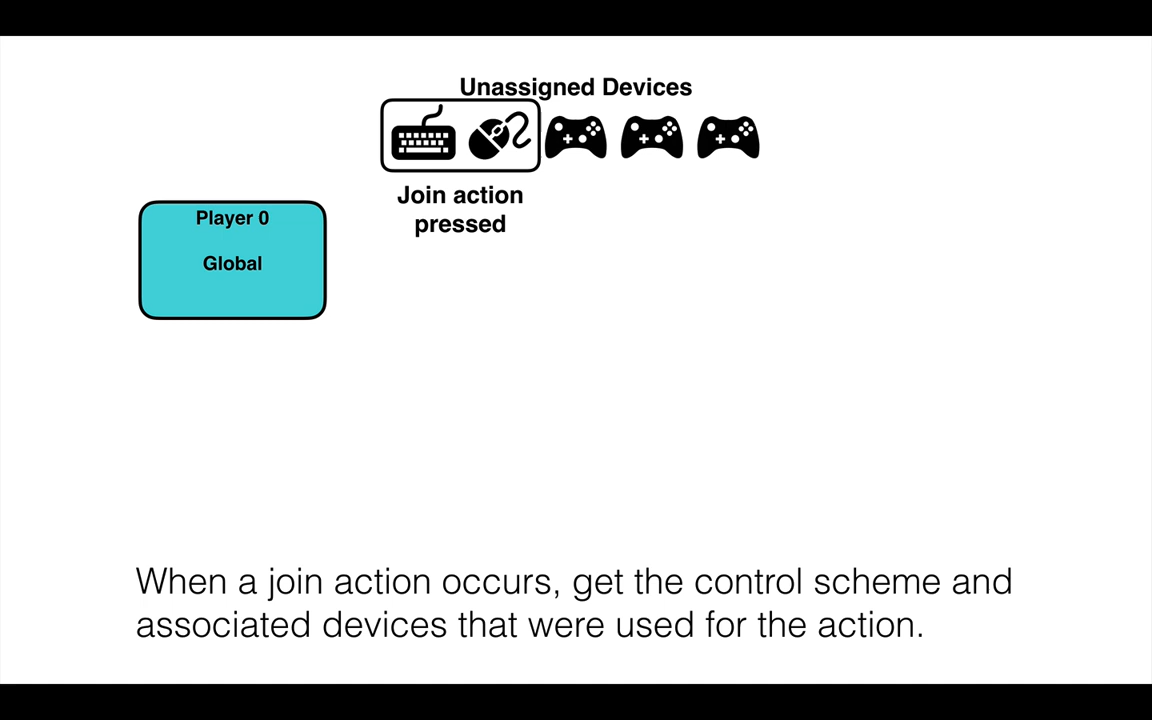 Unassigned Devices
Join action
pressed
Player 0
Global
When a join action occurs, get the control scheme and
associated devices that were used for the action.